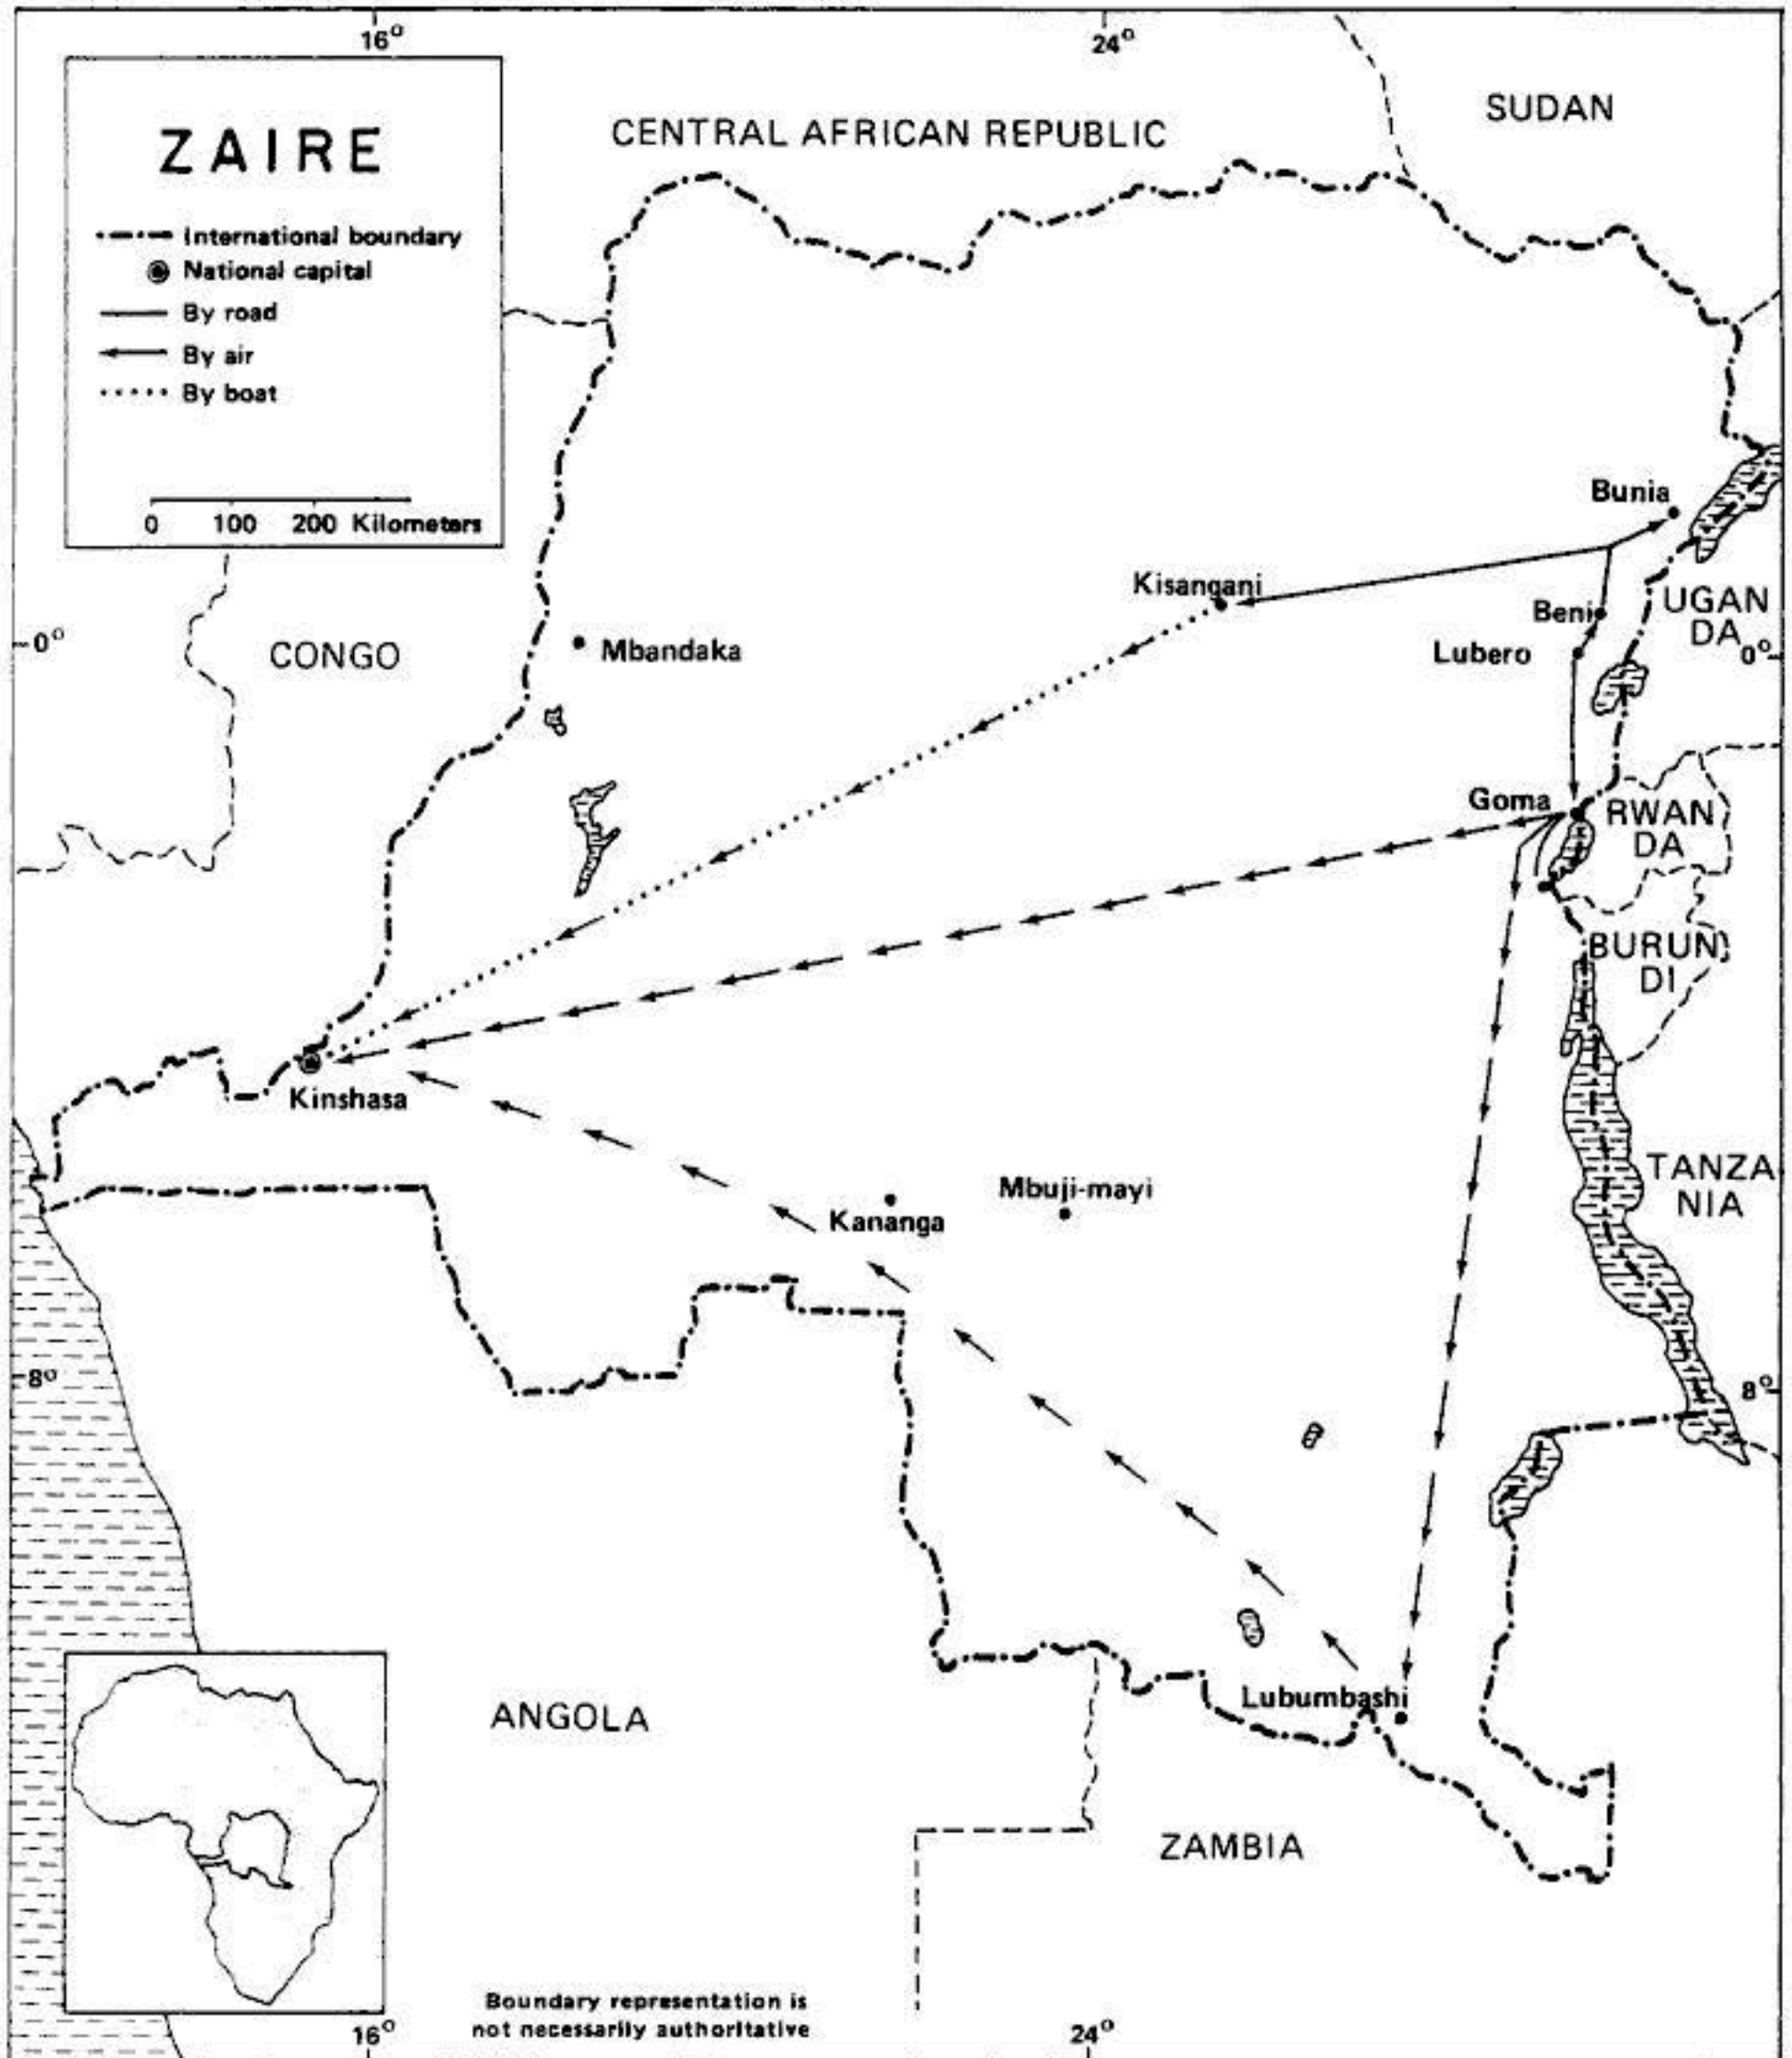 16°
24°
ZAIRE
International boundary
National capital
By road
By air
By boat
0 100 200 Kilometers
CENTRAL AFRICAN REPUBLIC
SUDAN
Bunia
Kisangani
Beni
UGAN
DA
0°
0°
CONGO
Mbandaka
Lubero
Goma
RWAN
DA
BURUN
DI
Kinshasa
Kananga
Mbuji-mayi
TANZA
NIA
8°
8°
Lubumbashi
ANGOLA
ZAMBIA
Boundary representation is
not necessarily authoritative
16°
24°